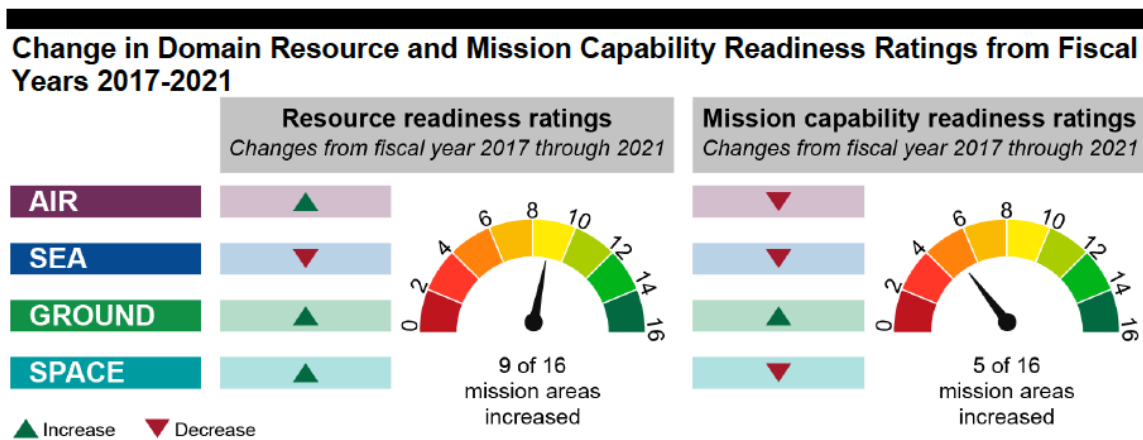 Change in Domain Resource and Mission Capability Readiness Ratings from Fiscal
Years 2017-2021
Resource readiness ratings
Changes from fiscal year 2017 through 2021
Mission capability readiness ratings
Changes from fiscal year 2017 through 2021
AIR
SEA
GROUND
SPACE
0
2
4
6
8
10
12
14
16
9 of 16
mission areas
increased
0
2
4
6
8
10
12
14
16
5 of 16
mission areas
increased
Increase
Decrease